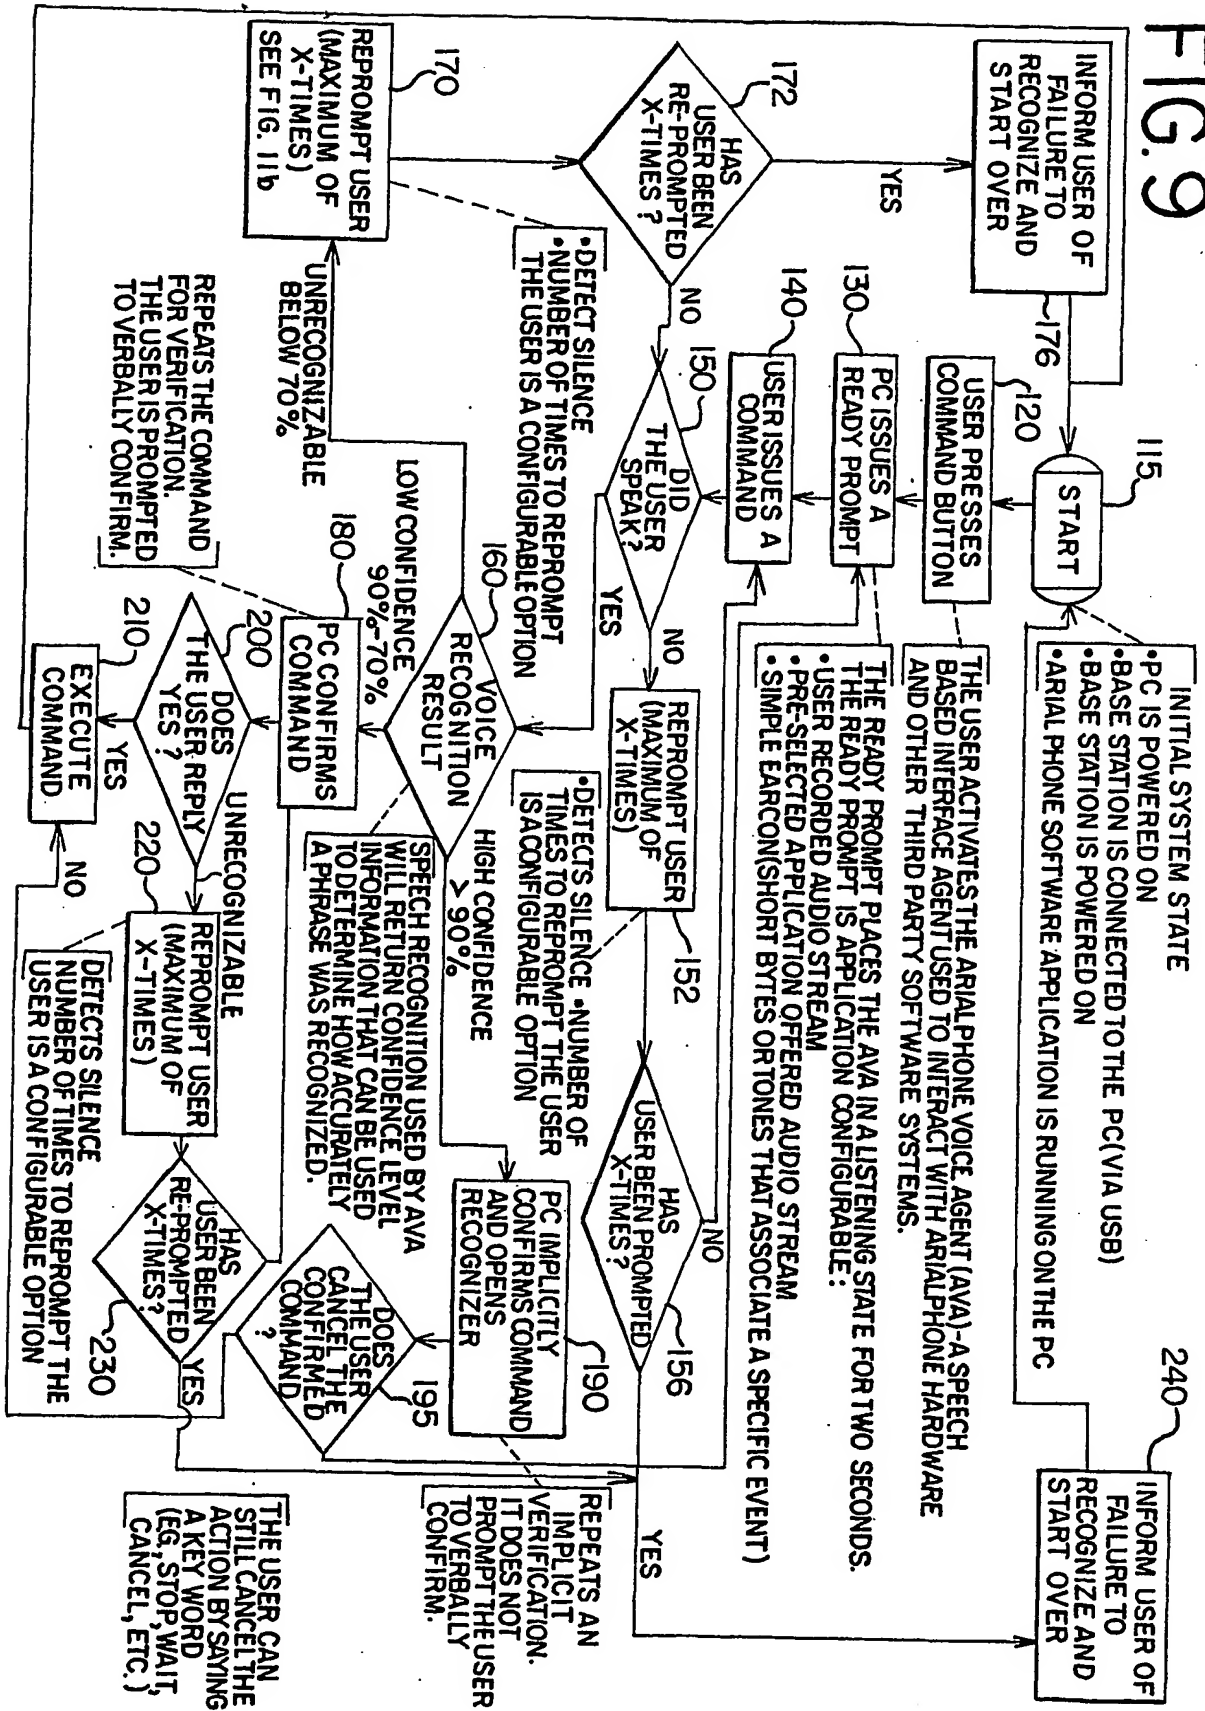 FIG. 9
INFORM USER OF
FAILURE TO
RECOGNIZE AND
START OVER
176
115
START
INITIAL SYSTEM STATE
•PC IS POWERED ON
•BASE STATION IS CONNECTED TO THE PC(VIA USB)
•BASE STATION IS POWERED ON
•ARIAL PHONE SOFTWARE APPLICATION IS RUNNING ON THE PC
240
INFORM USER OF
FAILURE TO
RECOGNIZE AND
START OVER
120
USER PRESSES
COMMAND BUTTON
THE USER ACTIVATES THE ARIALPHONE VOICE AGENT (AVA)-A SPEECH
BASED INTERFACE AGENT USED TO INTERACT WITH ARIALPHONE HARDWARE
AND OTHER THIRD PARTY SOFTWARE SYSTEMS.
130
PC ISSUES A
READY PROMPT
THE READY PROMPT PLACES THE AVA IN A LISTENING STATE FOR TWO SECONDS.
THE READY PROMPT IS APPLICATION CONFIGURABLE:
•USER RECORDED AUDIO STREAM
•PRE-SELECTED APPLICATION OFFERED AUDIO STREAM
•SIMPLE EARCON(SHORT BYTES OR TONES THAT ASSOCIATE A SPECIFIC EVENT)
140
USER ISSUES A
COMMAND
YES
172
HAS
USER BEEN
RE-PROMPTED
X-TIMES ?
NO
150
DID
THE USER
SPEAK?
NO
YES
REPROMPT USER
(MAXIMUM OF
X-TIMES)
152
HAS
USER BEEN PROMPTED
X-TIMES?
156
NO
YES
•DETECT SILENCE
•NUMBER OF TIMES TO REPROMPT
THE USER IS A CONFIGURABLE OPTION
•DETECTS SILENCE •NUMBER OF
TIMES TO REPROMPT THE USER
IS A CONFIGURABLE OPTION
170
REPROMPT USER
(MAXIMUM OF
X-TIMES)
SEE FIG. 11b
UNRECOGNIZABLE
BELOW 70%
160
VOICE
RECOGNITION
RESULT
LOW CONFIDENCE
90%-70%
HIGH CONFIDENCE
> 90%
SPEECH RECOGNITION USED BY AVA
WILL RETURN CONFIDENCE LEVEL
INFORMATION THAT CAN BE USED
TO DETERMINE HOW ACCURATELY
A PHRASE WAS RECOGNIZED.
PC IMPLICITLY
CONFIRMS COMMAND
AND OPENS
RECOGNIZER
190
REPEATS AN
IMPLICIT
VERIFICATION.
IT DOES NOT
PROMPT THE USER
TO VERBALLY
CONFIRM.
REPEATS THE COMMAND
FOR VERIFICATION.
THE USER IS PROMPTED
TO VERBALLY CONFIRM.
180
PC CONFIRMS
COMMAND
DOES
THE USER
CANCEL THE
CONFIRMED
COMMAND
?
195
200
DOES
THE USER REPLY
YES ?
UNRECOGNIZABLE
YES
210
EXECUTE
COMMAND
NO
220
REPROMPT USER
(MAXIMUM OF
X-TIMES)
HAS
USER BEEN
RE-PROMPTED
X-TIMES?
230
YES
DETECTS SILENCE
NUMBER OF TIMES TO REPROMPT THE
USER IS A CONFIGURABLE OPTION
THE USER CAN
STILL CANCEL THE
ACTION BY SAYING
A KEY WORD
(EG, STOP, WAIT,
CANCEL, ETC.)